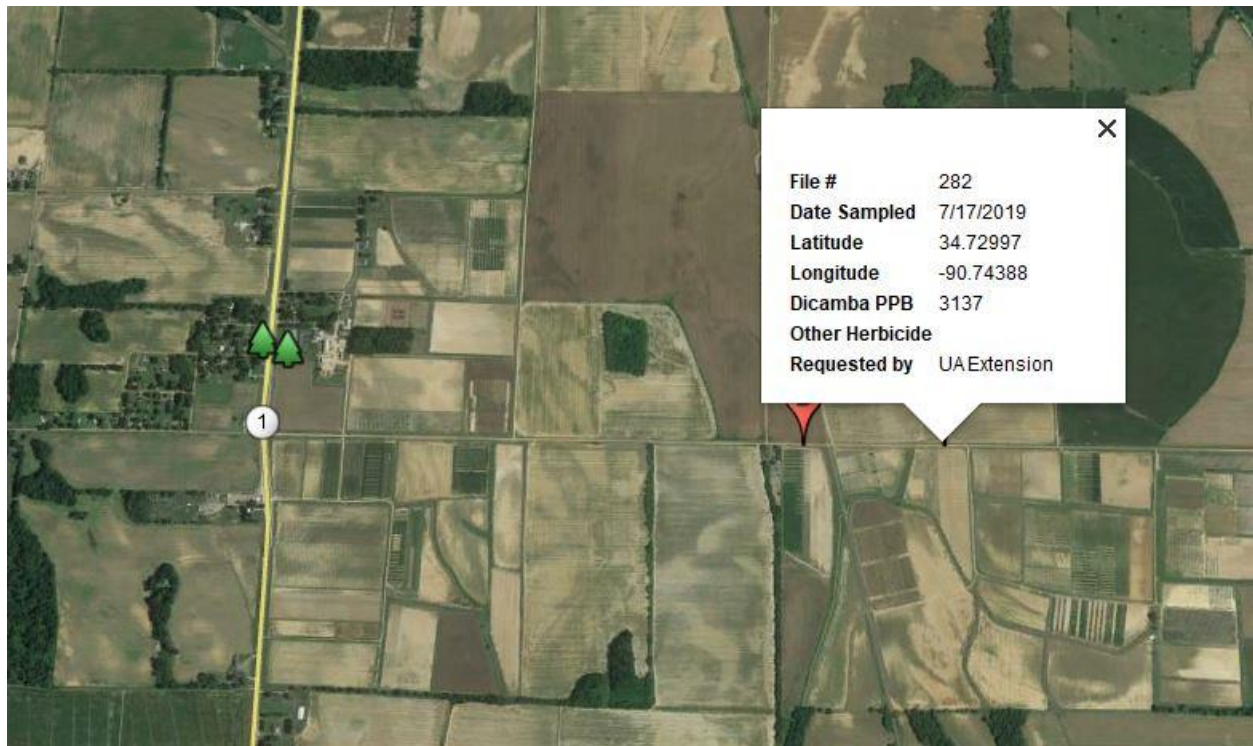 File # 282
Date Sampled 7/17/2019
Latitude 34.72997
Longitude -90.74388
Dicamba PPB 3137
Other Herbicide
Requested by UA Extension
1